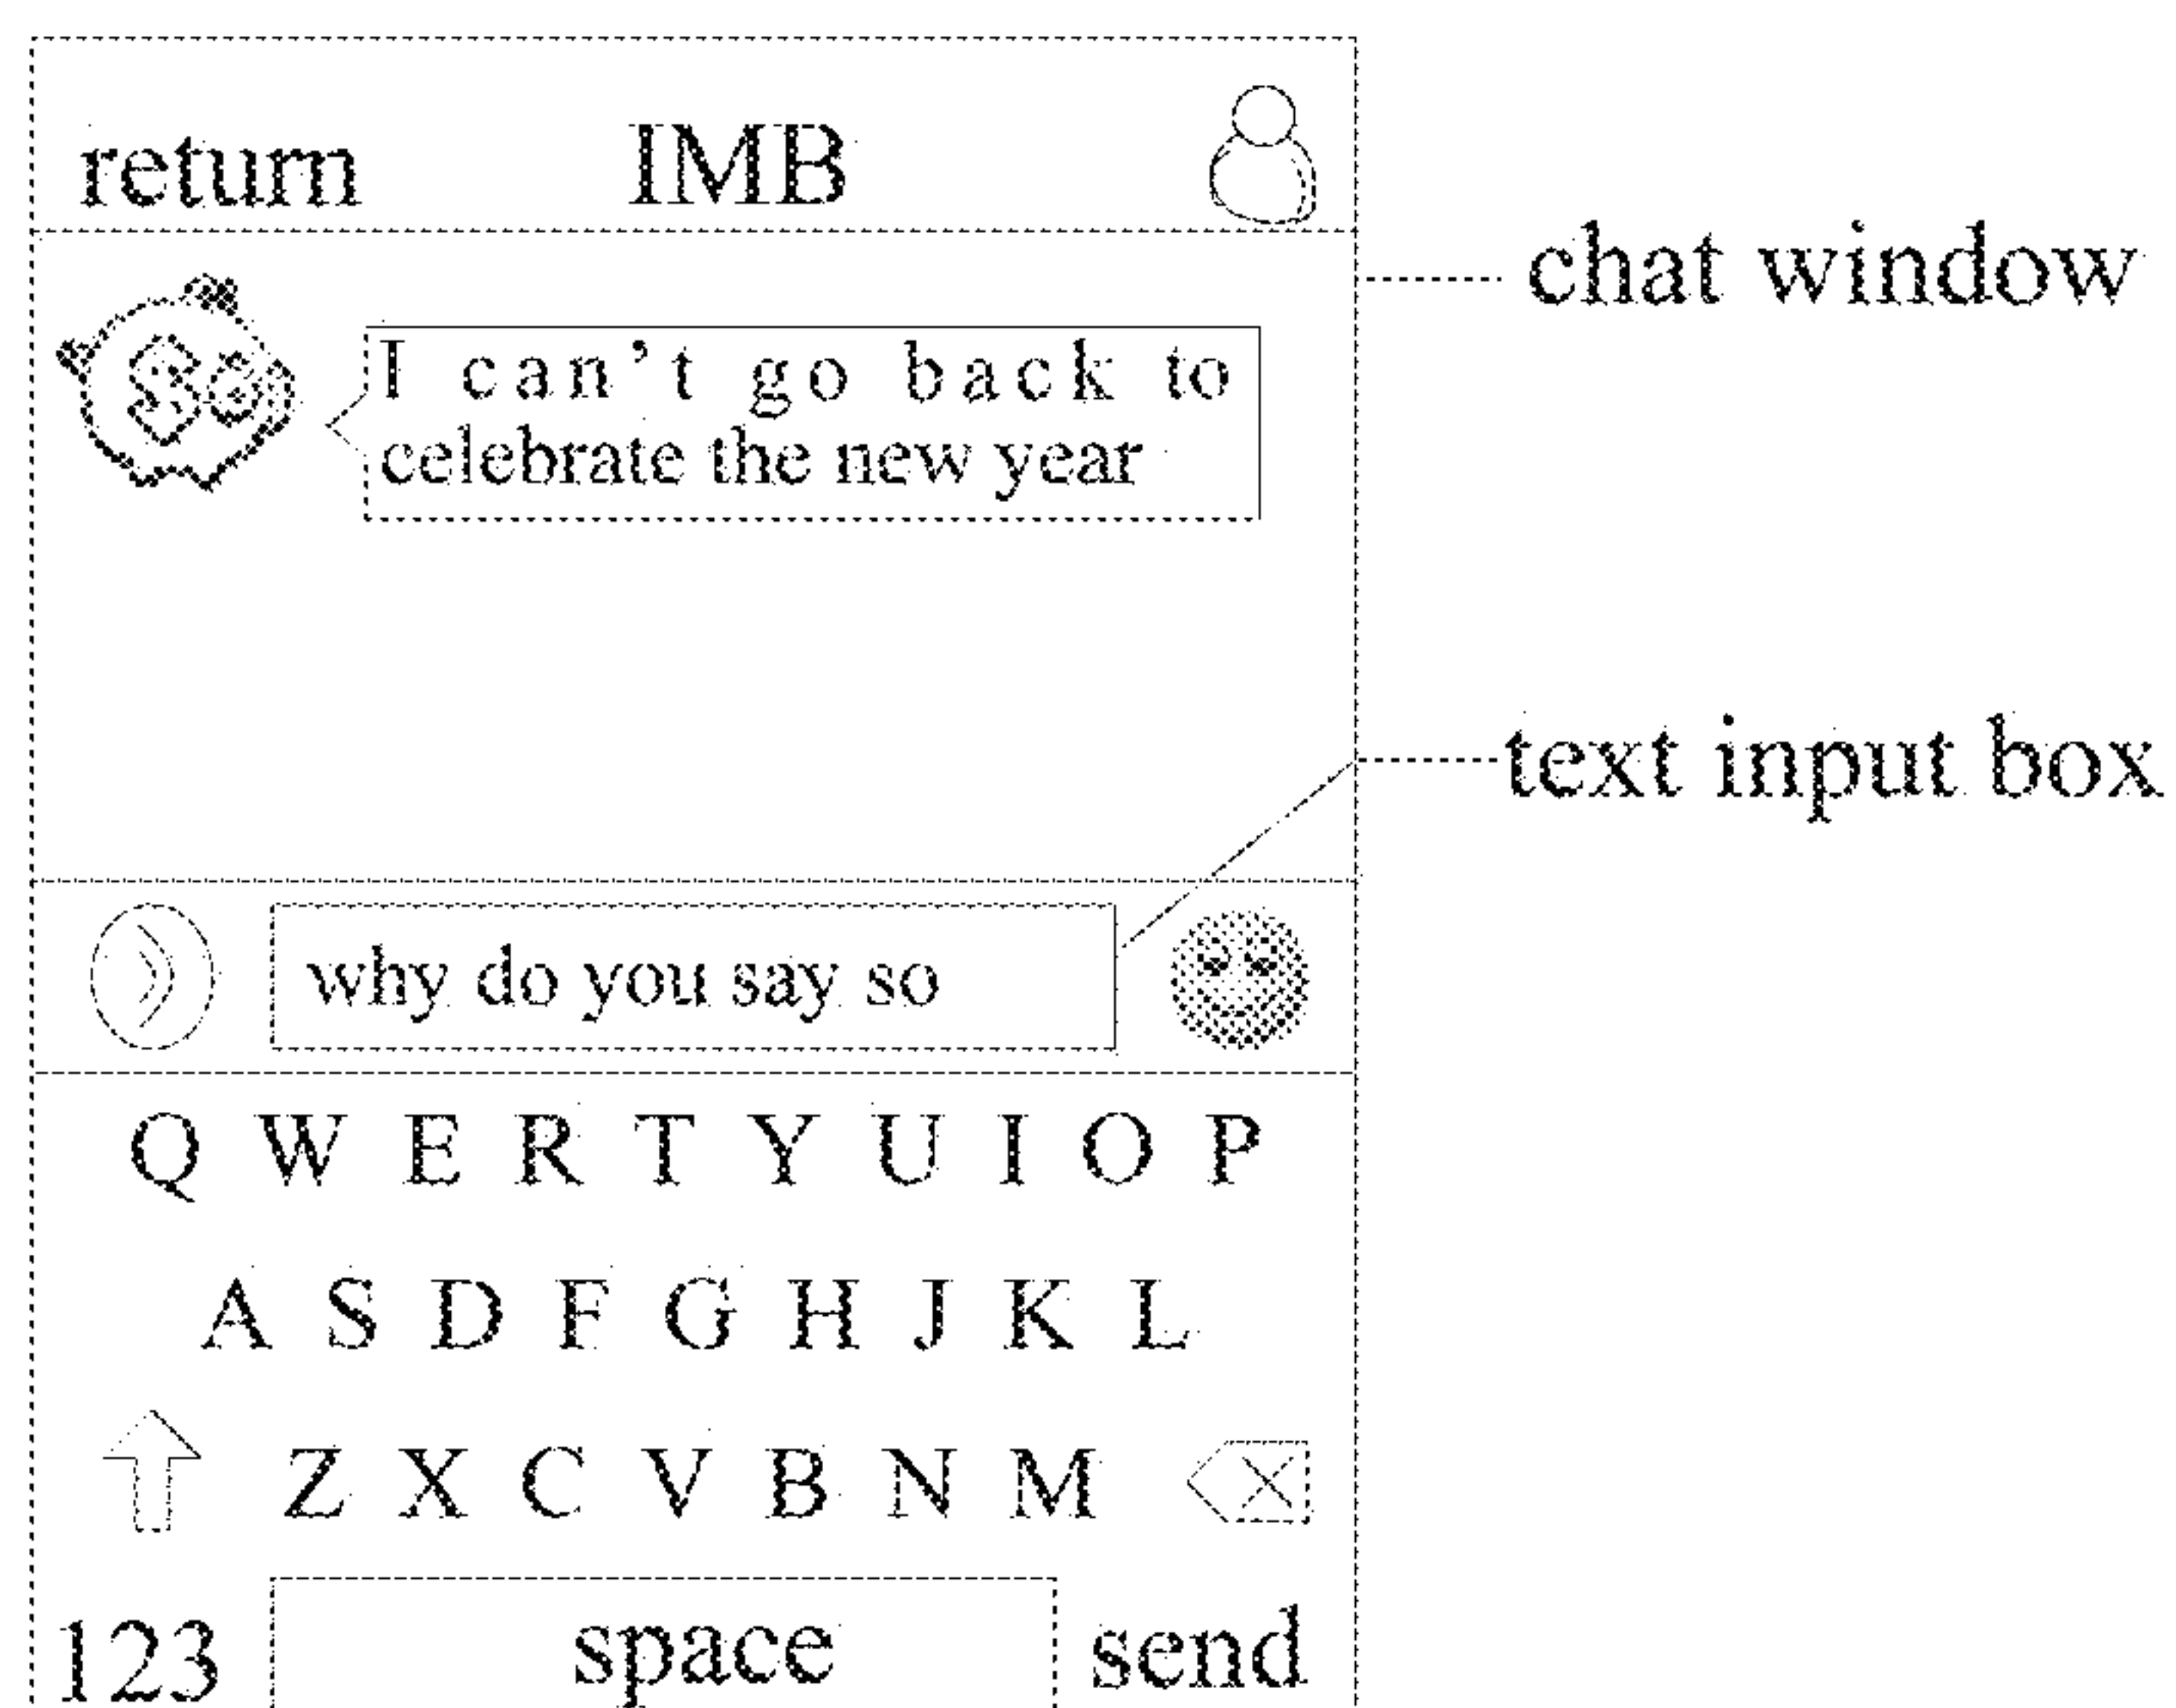 return IMB
chat window
I can't go back to
celebrate the new year
text input box
why do you say so
Q W E R T Y U I O P
A S D F G H J K L
Z X C V B N M
123 space send